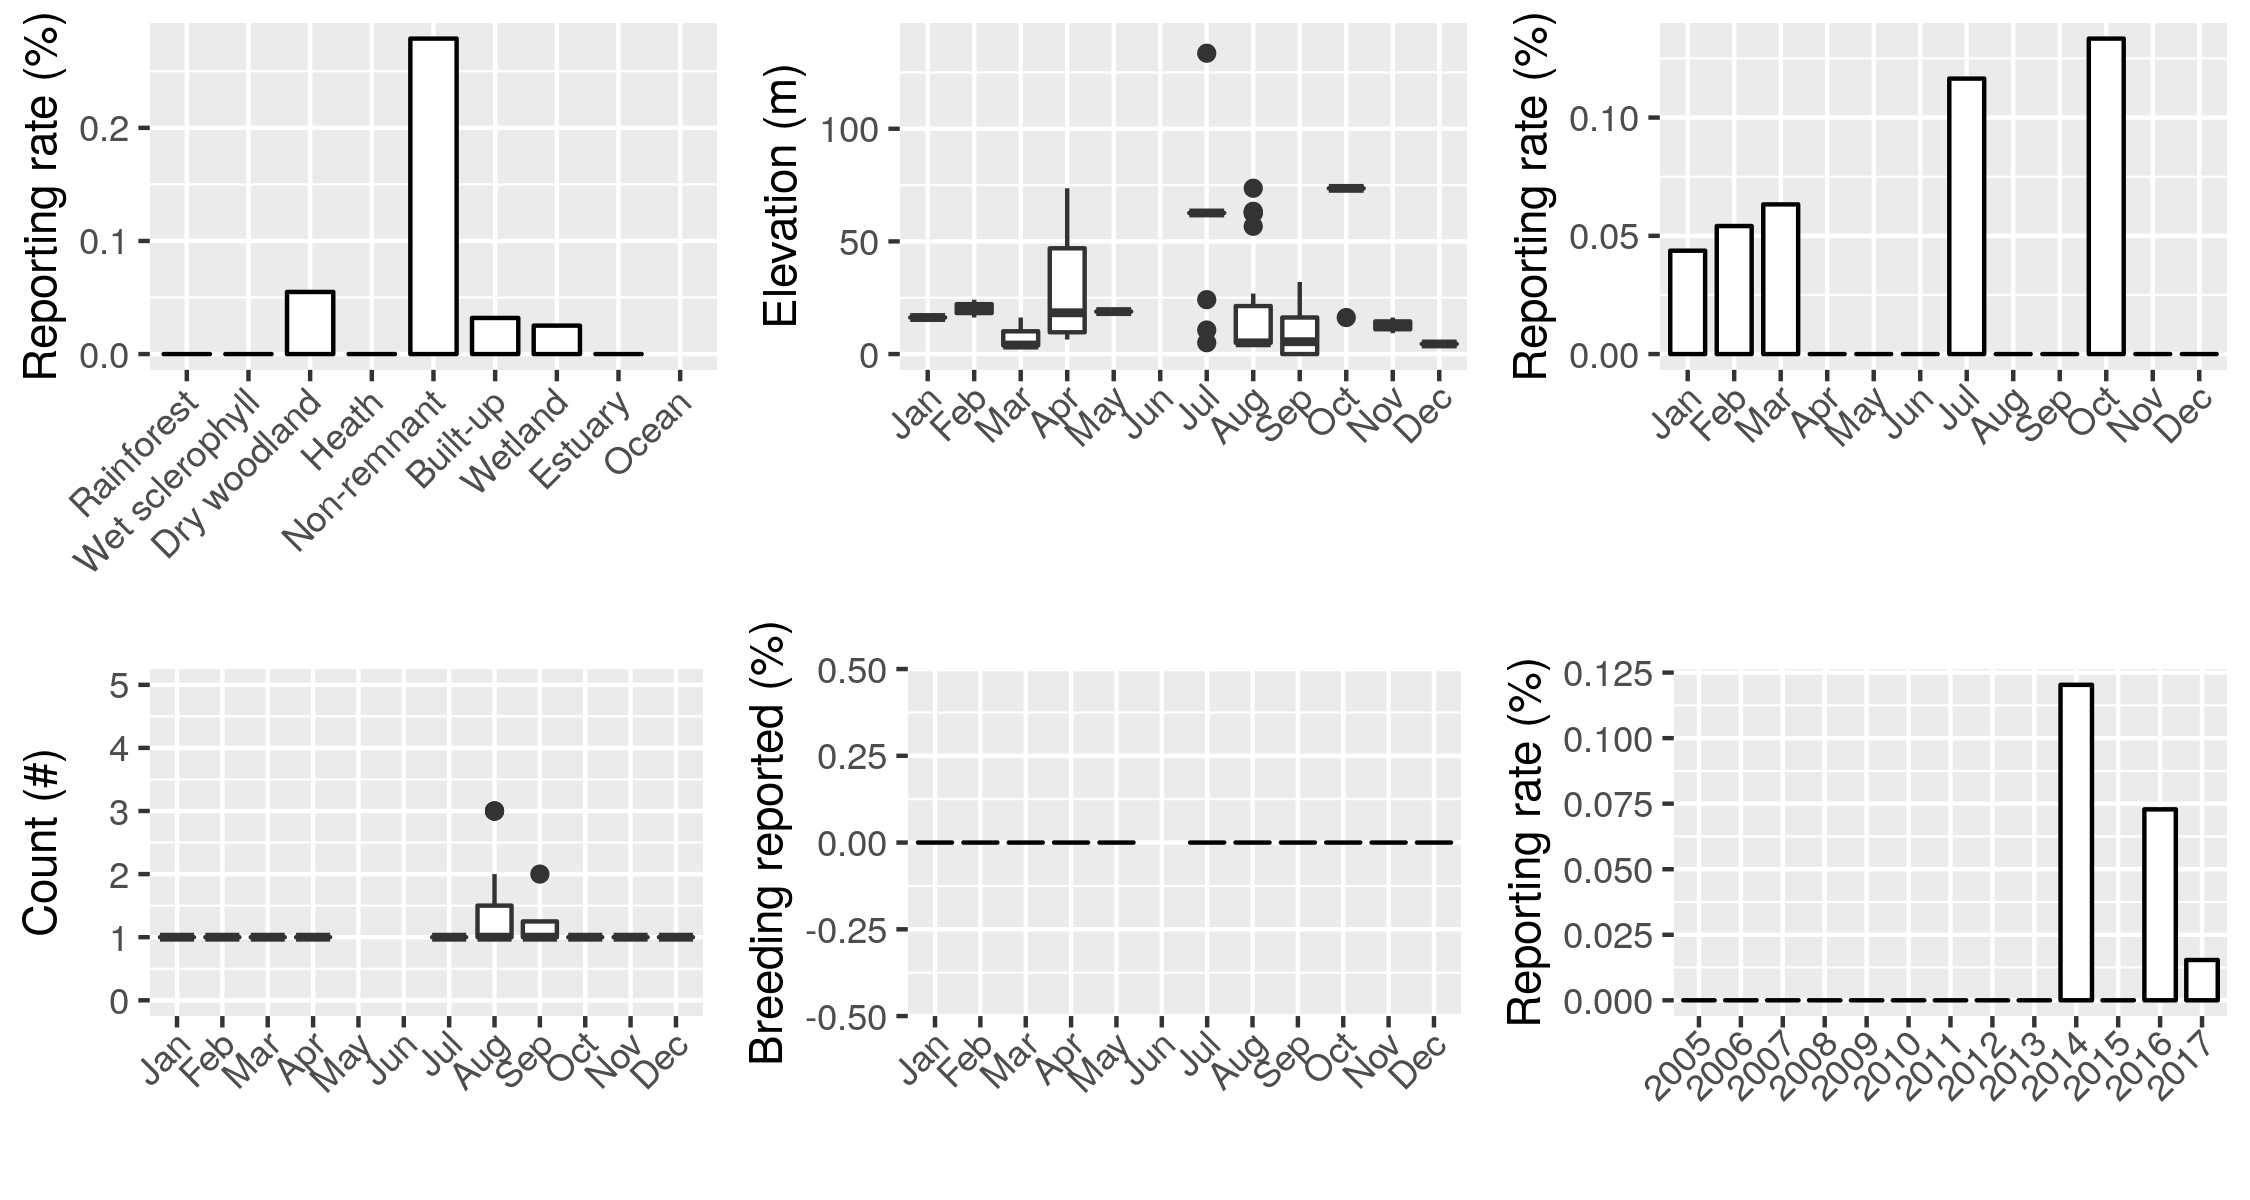 Reporting rate (%)
0.2
0.1
0.0
Rainforest
Wet sclerophyll
Dry woodland
Heath
Non-remnant
Built-up
Wetland
Estuary
Ocean
Elevation (m)
100
50
0
Jan
Feb
Mar
Apr
May
Jun
Jul
Aug
Sep
Oct
Nov
Dec
Reporting rate (%)
0.10
0.05
0.00
Jan
Feb
Mar
Apr
May
Jun
Jul
Aug
Sep
Oct
Nov
Dec
Count (#)
5
4
3
2
1
0
Jan
Feb
Mar
Apr
May
Jun
Jul
Aug
Sep
Oct
Nov
Dec
Breeding reported (%)
0.50
0.25
0.00
-0.25
-0.50
Jan
Feb
Mar
Apr
May
Jun
Jul
Aug
Sep
Oct
Nov
Dec
Reporting rate (%)
0.125
0.100
0.075
0.050
0.025
0.000
2005
2006
2007
2008
2009
2010
2011
2012
2013
2014
2015
2016
2017